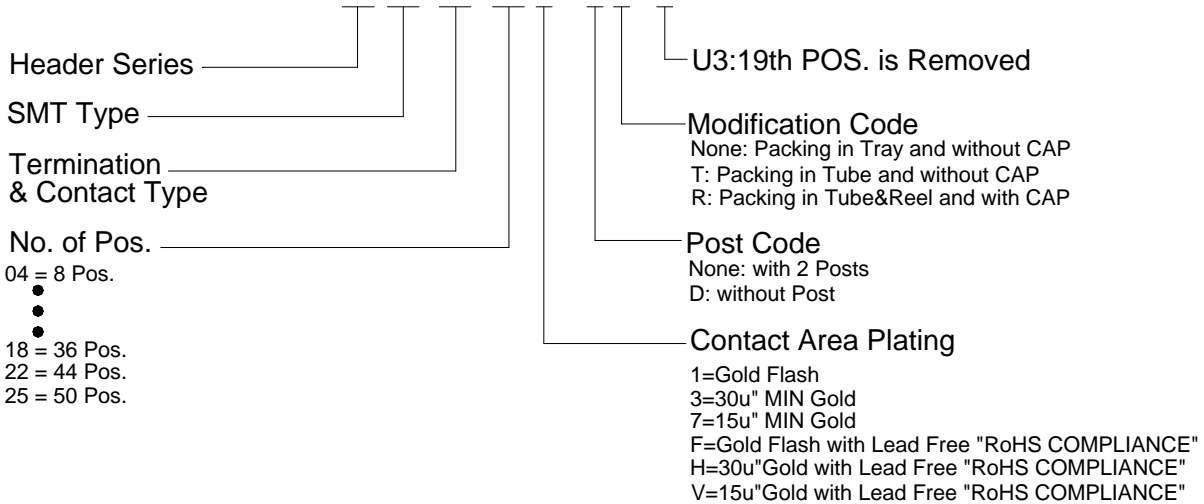 Header Series
SMT Type
Termination
& Contact Type
No. of Pos.
04 = 8 Pos.
18 = 36 Pos.
22 = 44 Pos.
25 = 50 Pos.
U3:19th POS. is Removed
Modification Code
None: Packing in Tray and without CAP
T: Packing in Tube and without CAP
R: Packing in Tube&Reel and with CAP
Post Code
None: with 2 Posts
D: without Post
Contact Area Plating
1=Gold Flash
3=30u" MIN Gold
7=15u" MIN Gold
F=Gold Flash with Lead Free "RoHS COMPLIANCE"
H=30u"Gold with Lead Free "RoHS COMPLIANCE"
V=15u"Gold with Lead Free "RoHS COMPLIANCE"